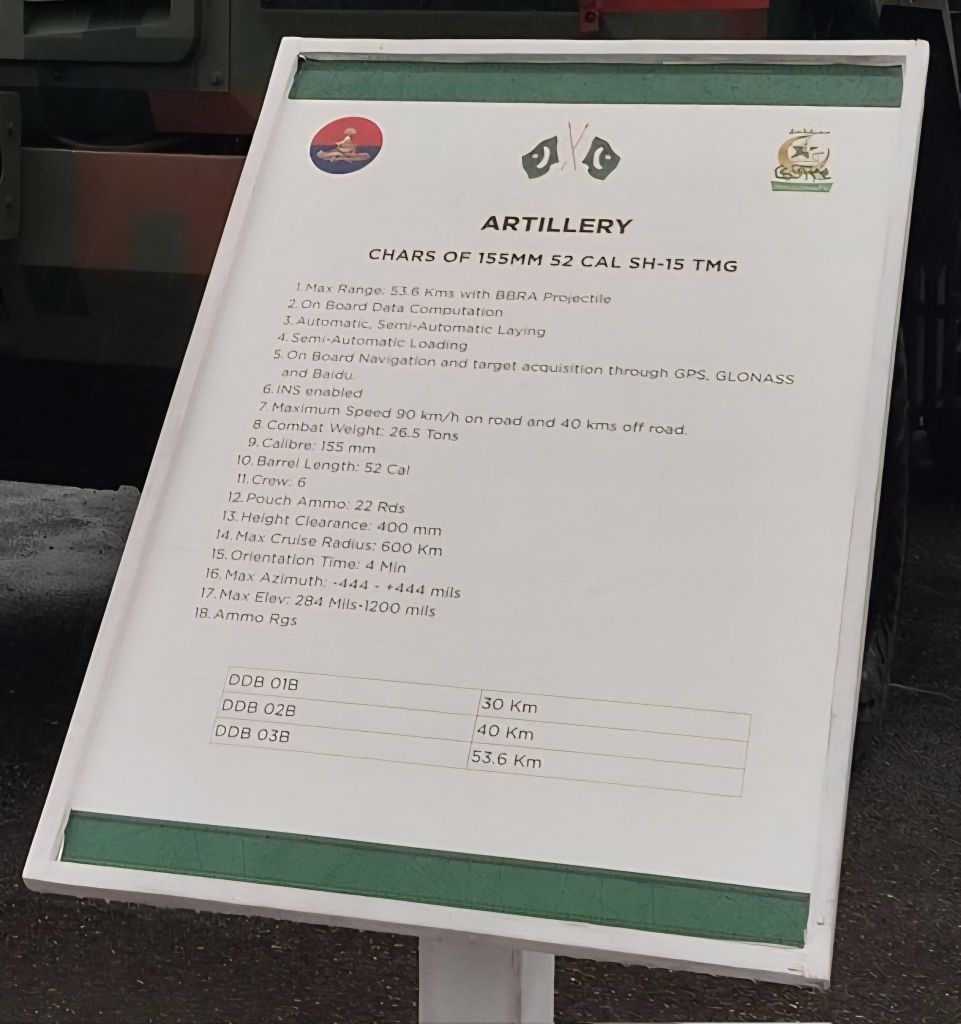 ARTILLERY
CHARS OF 155MM 52 CAL SH-15 TMG
1. Max Range: 53.6 Kms with BBRA Projectile
2. On Board Data Computation
3. Automatic, Semi-Automatic Laying
4. Semi-Automatic Loading
5. On Board Navigation and target acquisition through GPS, GLONASS
and Baidu.
6. INS enabled
7. Maximum Speed 90 km/h on road and 40 kms off road.
8. Combat Weight: 26.5 Tons
9. Calibre: 155 mm
10. Barrel Length: 52 Cal
11. Crew: 6
12. Pouch Ammo: 22 Rds
13. Height Clearance: 400 mm
14. Max Cruise Radius: 600 Km
15. Orientation Time: 4 Min
16. Max Azimuth: -444 - +444 mils
17. Max Elev: 284 Mils-1200 mils
18. Ammo Rgs
DDB 01B 30 Km
DDB 02B 40 Km
DDB 03B 53.6 Km